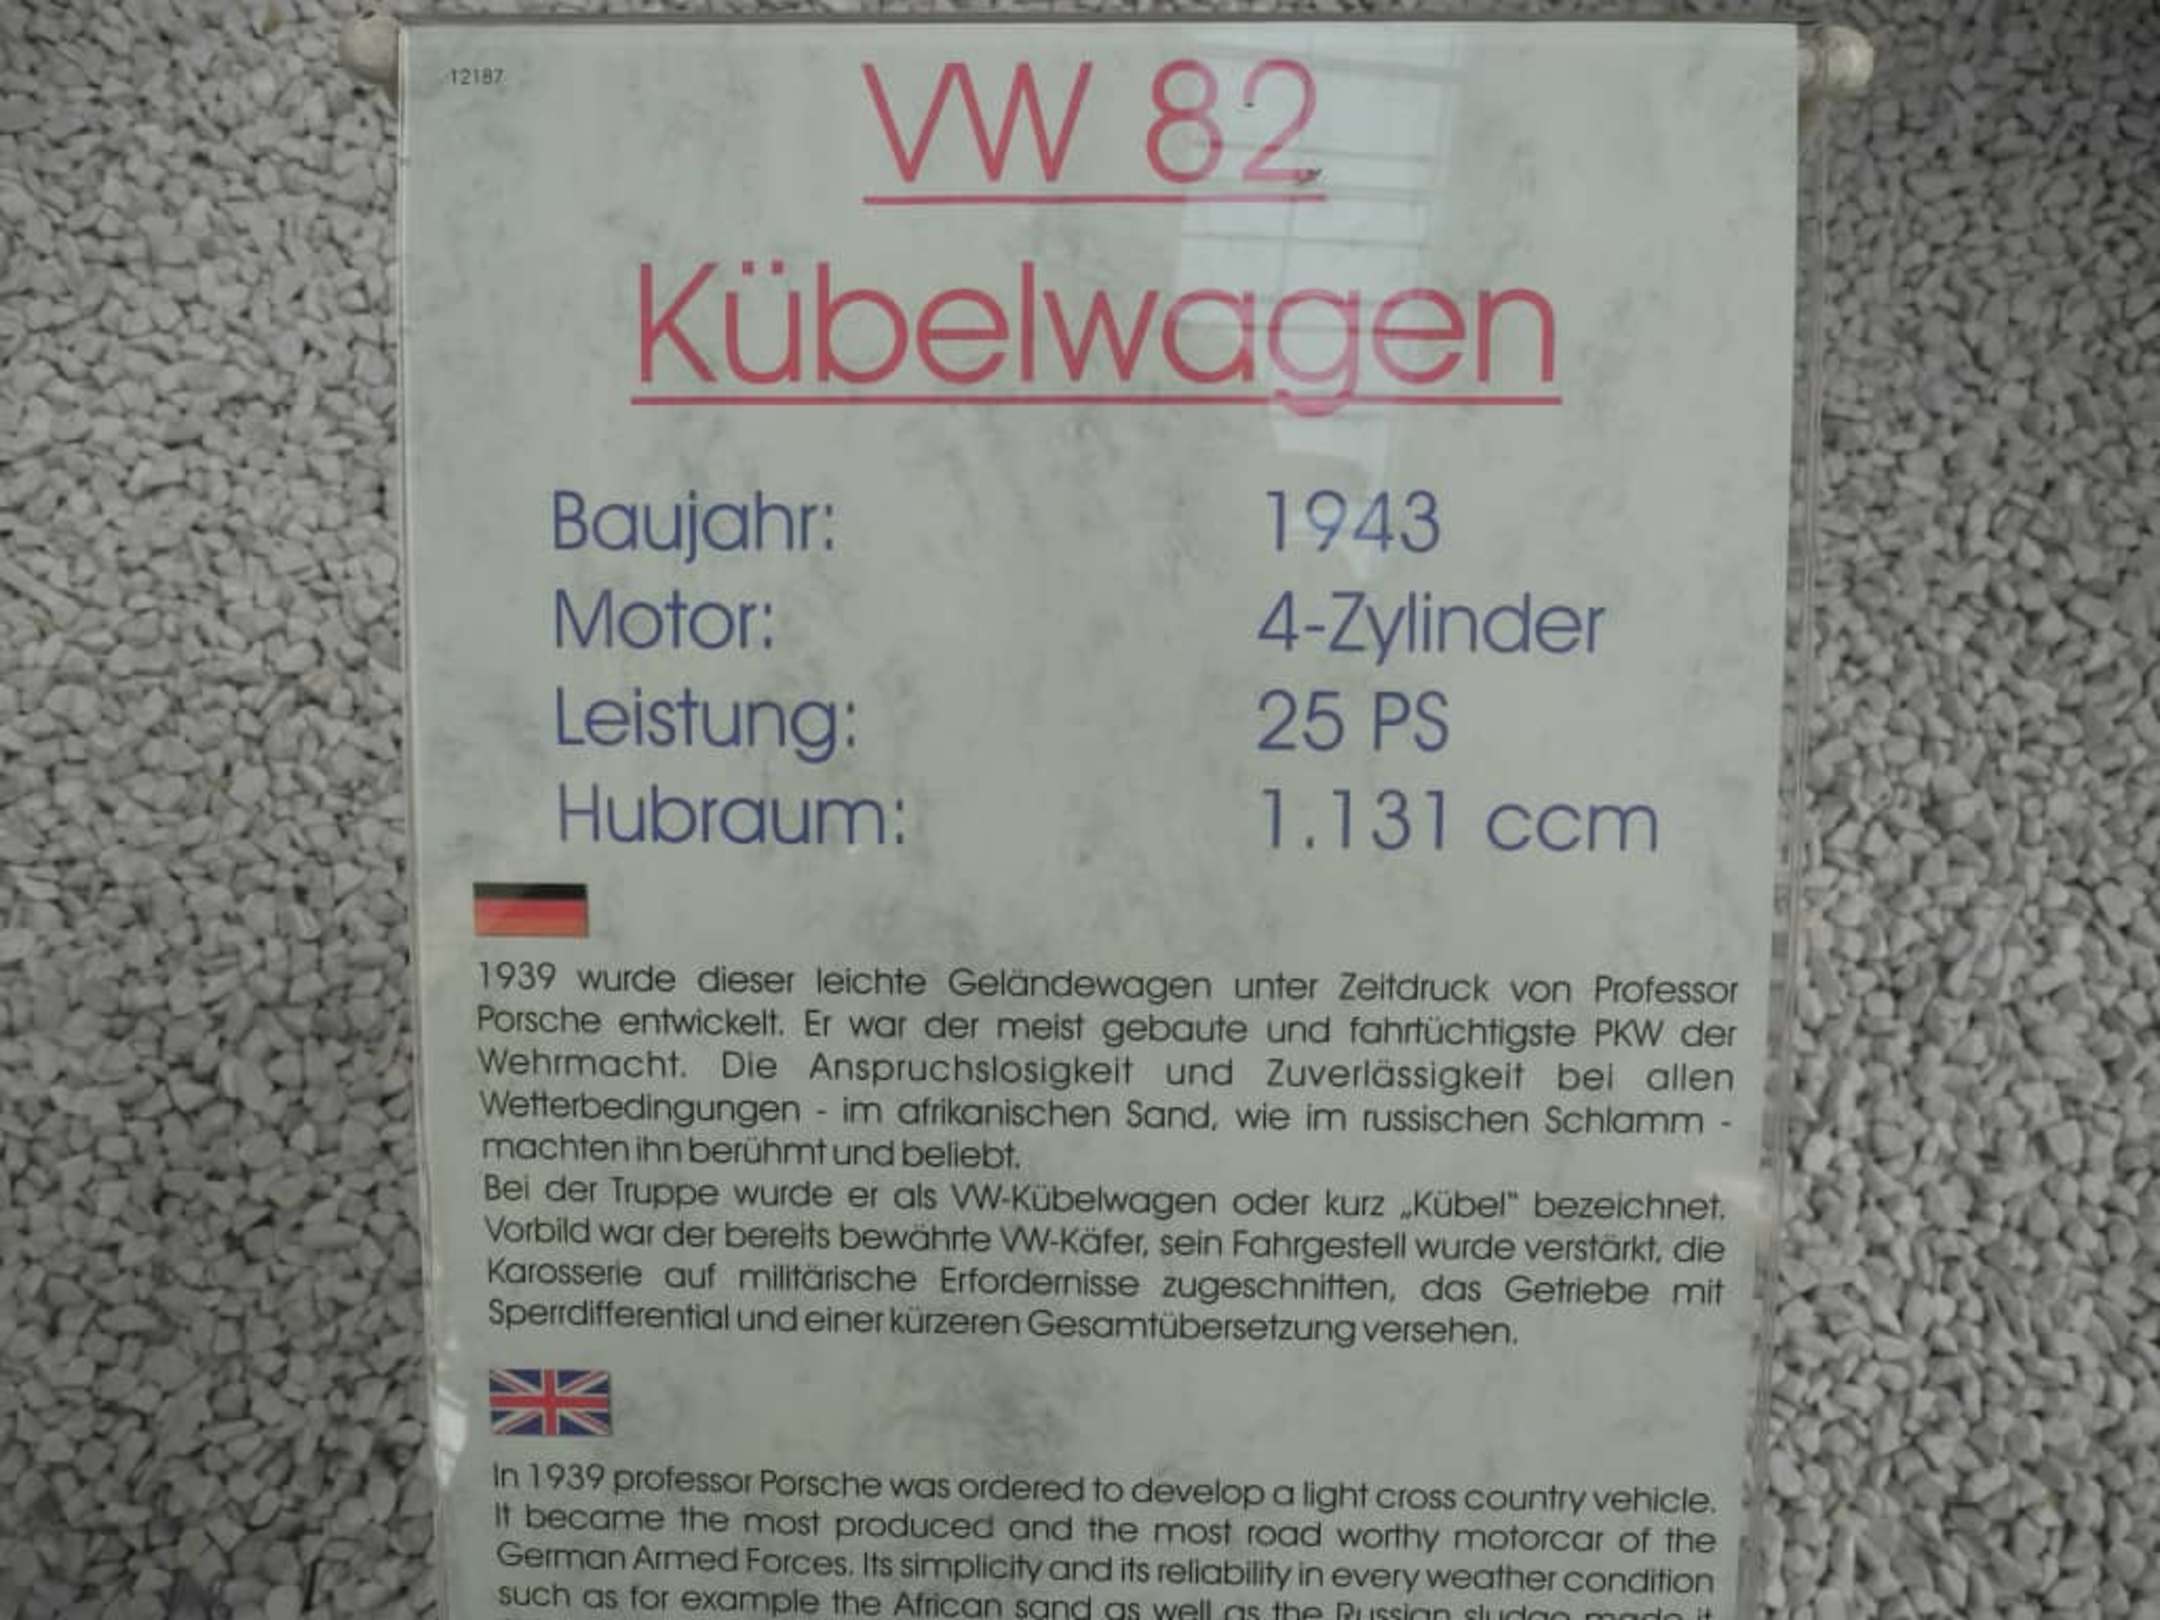 12187
VW 82
Kübelwagen
Baujahr: 1943
Motor: 4-Zylinder
Leistung: 25 PS
Hubraum: 1.131 ccm
1939 wurde dieser leichte Geländewagen unter Zeitdruck von Professor
Porsche entwickelt. Er war der meist gebaute und fahrtüchtigste PKW der
Wehrmacht. Die Anspruchslosigkeit und Zuverlässigkeit bei allen
Wetterbedingungen - im afrikanischen Sand, wie im russischen Schlamm -
machten ihn berühmt und beliebt.
Bei der Truppe wurde er als VW-Kübelwagen oder kurz „Kübel“ bezeichnet.
Vorbild war der bereits bewährte VW-Käfer, sein Fahrgestell wurde verstärkt, die
Karosserie auf militärische Erfordernisse zugeschnitten, das Getriebe mit
Sperrdifferential und einer kürzeren Gesamtübersetzung versehen.
In 1939 professor Porsche was ordered to develop a light cross country vehicle.
It became the most produced and the most road worthy motorcar of the
German Armed Forces. Its simplicity and its reliability in every weather condition
such as for example the African sand as well as the Russian sludge made it